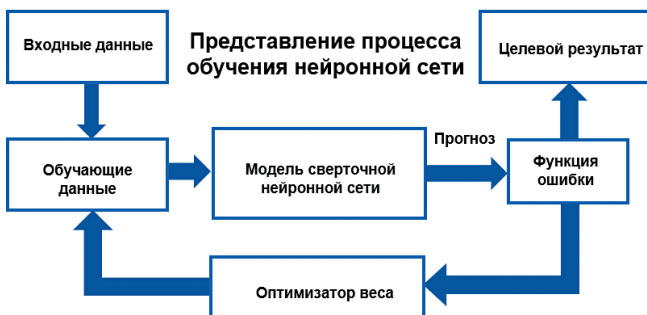 Входные данные
Представление процесса
обучения нейронной сети
Целевой результат
Обучающие
данные
Модель сверточной
нейронной сети
Прогноз
Функция
ошибки
Оптимизатор веса